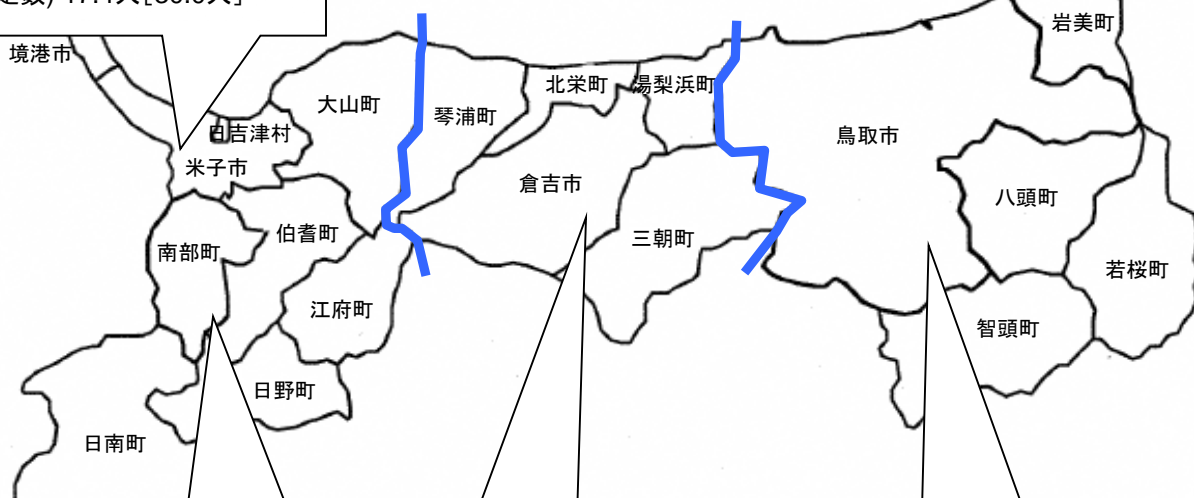 岩美町
境港市
北栄町
湯梨浜町
大山町
琴浦町
日吉津村
鳥取市
米子市
倉吉市
八頭町
伯耆町
三朝町
南部町
若桜町
江府町
智頭町
日野町
日南町